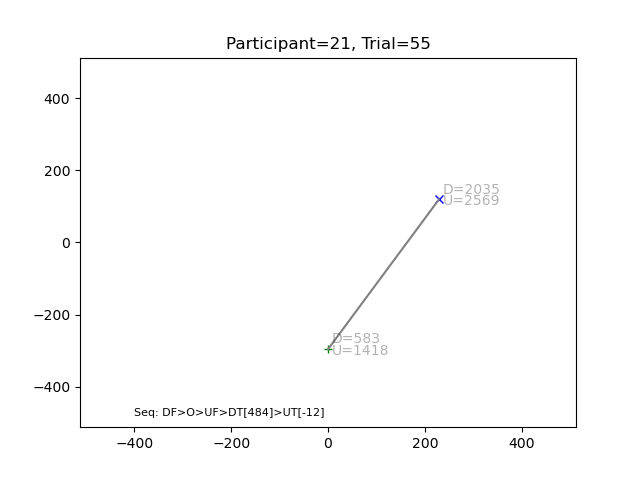 Participant=21, Trial=55
400
200
0
−200
−400
D=2035
U=2569
D=583
U=1418
Seq: DF>O>UF>DT[484]>UT[-12]
−400
−200
0
200
400